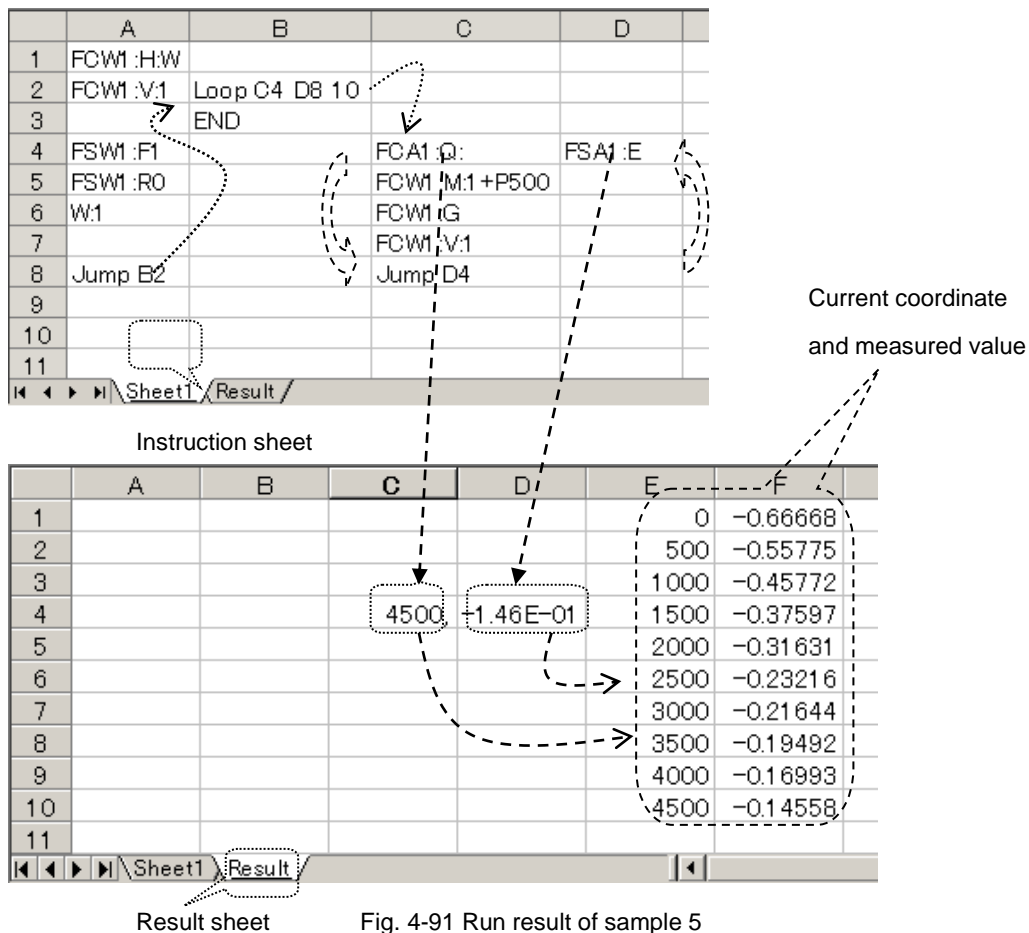 A B C D
1 FCW1:H:W
2 FCW1:V:1 Loop C4 D8 10
3 END
4 FSW1:F1 FCA1:Q: FSA1:E
5 FSW1:R0 FCW1:M:1+P500
6 W:1 FCW1:G
7 FCW1:V:1
8 Jump B2 Jump D4
9
10
11
Sheet1 Result
Current coordinate
and measured value
Instruction sheet
A B C D E F
1 0 -0.66668
2 500 -0.55775
3 1000 -0.45772
4 4500, -1.46E-01 1500 -0.37597
5 2000 -0.31631
6 2500 -0.23216
7 3000 -0.21644
8 3500 -0.19492
9 4000 -0.16993
10 4500 -0.14558
11
Sheet1 Result
Result sheet
Fig. 4-91 Run result of sample 5